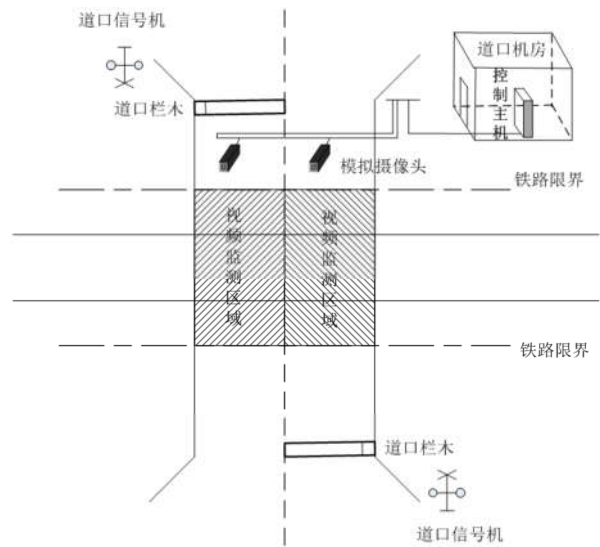 道口信号机
道口机房
控制主机
道口栏木
模拟摄像头
铁路限界
视频监测区域
视频监测区域
铁路限界
道口栏木
道口信号机